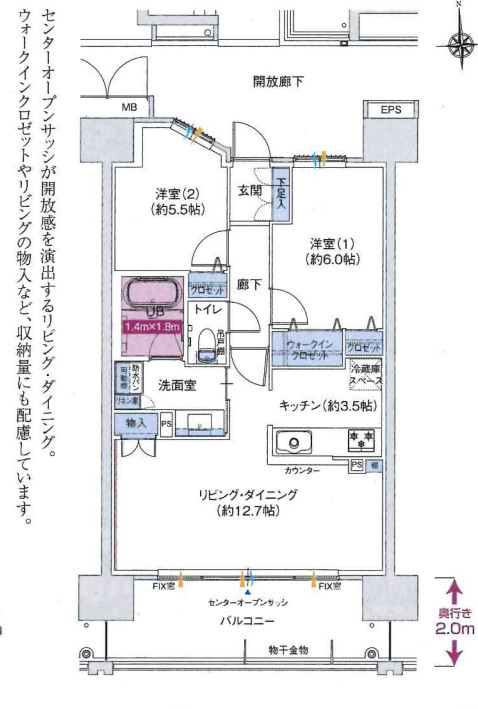 センターオープンサッシが開放感を演出するリビング・ダイニング。
ウォークインクロゼットやリビングの物入など、収納量にも配慮しています。
N
開放廊下
MB
EPS
洋室(2)
(約5.5帖)
玄関
下足入
洋室(1)
(約6.0帖)
廊下
クロゼット
UB
1.4m×1.8m
トイレ
吊戸棚
ウォークイン
クロゼット
クロゼット
冷蔵庫
スペース
防水パン
可動棚
リネン庫
洗面室
キッチン(約3.5帖)
物入
PS
カウンター
PS
棚
リビング・ダイニング
(約12.7帖)
FIX窓
FIX窓
センターオープンサッシ
バルコニー
物干金物
奥行き
2.0m